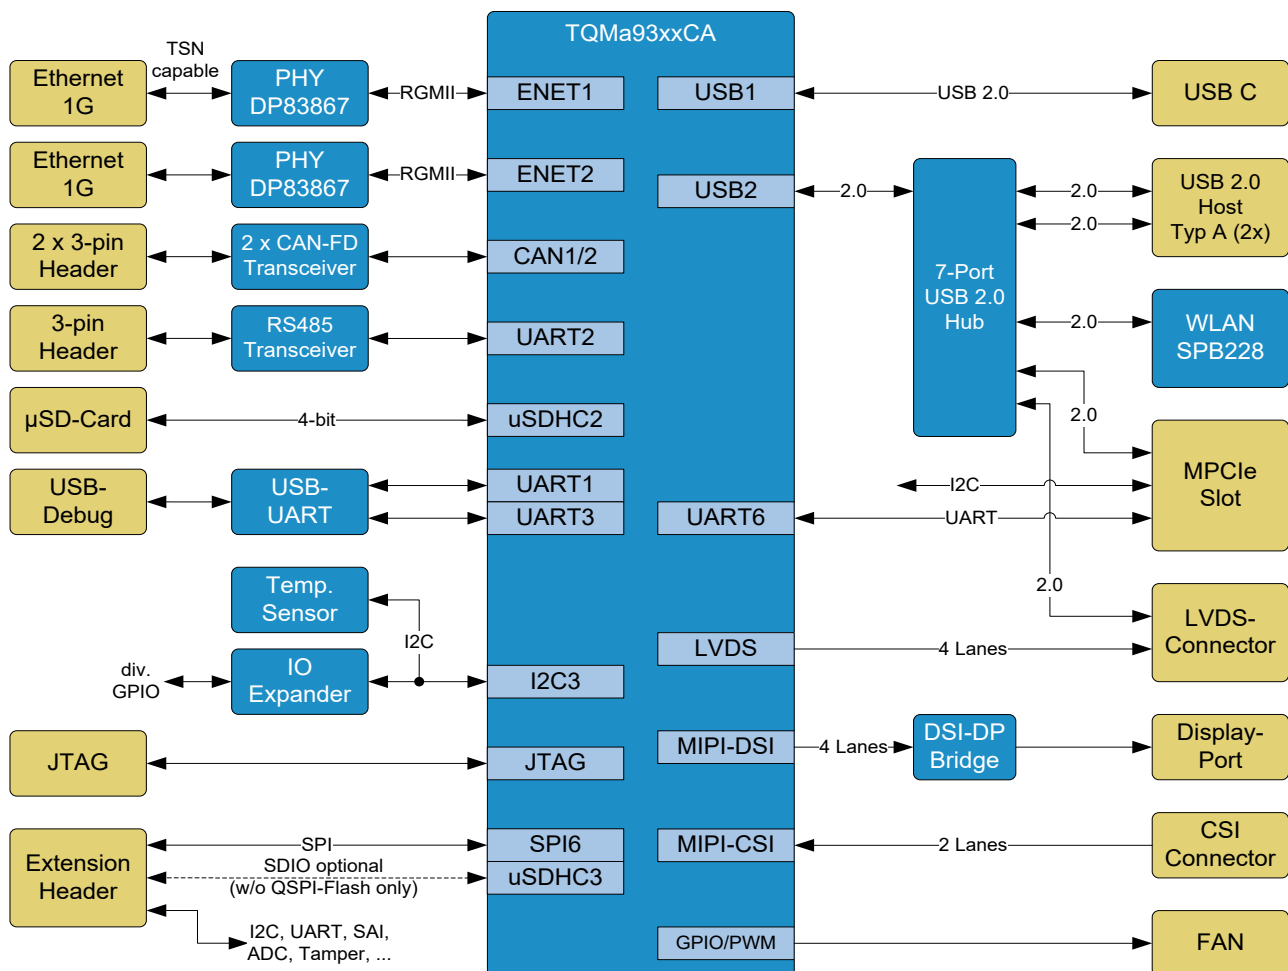 TQMa93xxCA
Ethernet
1G
TSN
capable
PHY
DP83867
RGMII
ENET1
USB1
USB 2.0
USB C
Ethernet
1G
PHY
DP83867
RGMII
ENET2
USB2
2.0
7-Port
USB 2.0
Hub
2.0
2.0
USB 2.0
Host
Typ A (2x)
2 x 3-pin
Header
2 x CAN-FD
Transceiver
CAN1/2
3-pin
Header
RS485
Transceiver
UART2
2.0
WLAN
SPB228
µSD-Card
4-bit
uSDHC2
2.0
USB-
Debug
USB-
UART
UART1
UART3
UART6
I2C
UART
MPCIe
Slot
Temp.
Sensor
I2C
2.0
div.
GPIO
IO
Expander
I2C3
LVDS
4 Lanes
LVDS-
Connector
JTAG
JTAG
MIPI-DSI
4 Lanes
DSI-DP
Bridge
Display-
Port
Extension
Header
SPI
SPI6
SDIO optional
(w/o QSPI-Flash only)
uSDHC3
I2C, UART, SAI,
ADC, Tamper, ...
MIPI-CSI
2 Lanes
CSI
Connector
GPIO/PWM
FAN